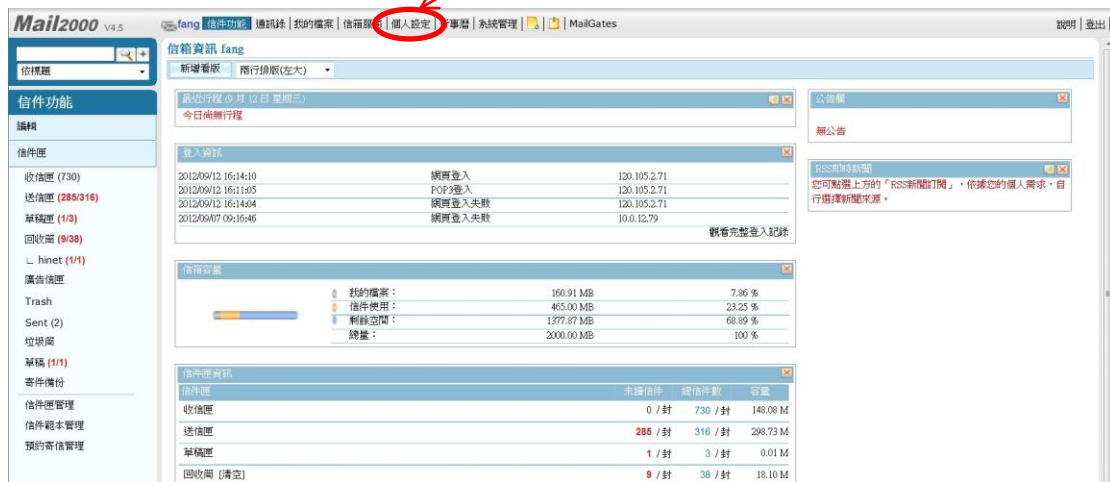 Mail2000 V4.5
fang 信件功能 通訊錄 | 我的檔案 | 信箱服務 | 個人設定 | 行事曆 | 系統管理 | MailGates
說明 | 登出
依標題
信件功能
編輯
信件匣
收信匣 (730)
送信匣 (285/316)
草稿匣 (1/3)
回收筒 (9/38)
∟ hinet (1/1)
廣告信匣
Trash
Sent (2)
垃圾筒
草稿 (1/1)
寄件備份
信件匣管理
信件範本管理
預約寄信管理
信箱資訊 fang
新增看版 兩行排版(左大)
最近行程 (9 月 12 日 星期三)
今日尚無行程
登入資訊
2012/09/12 16:14:10 網頁登入 120.105.2.71
2012/09/12 16:11:05 POP3登入 120.105.2.71
2012/09/12 16:14:04 網頁登入失敗 120.105.2.71
2012/09/07 09:16:46 網頁登入失敗 10.0.12.79
觀看完整登入記錄
信箱容量
我的檔案： 160.91 MB 7.86 %
信件使用： 465.00 MB 23.25 %
剩餘空間： 1377.87 MB 68.89 %
總量： 2000.00 MB 100 %
信件匣資訊
信件匣 未讀信件 總信件數 容量
收信匣 0 /封 730 /封 148.08 M
送信匣 285 /封 316 /封 298.73 M
草稿匣 1 /封 3 /封 0.01 M
回收筒 [清空] 9 /封 38 /封 18.10 M
公告欄
無公告
RSS即時新聞
您可點選上方的「RSS新聞訂閱」，依據您的個人需求，自
行選擇新聞來源。